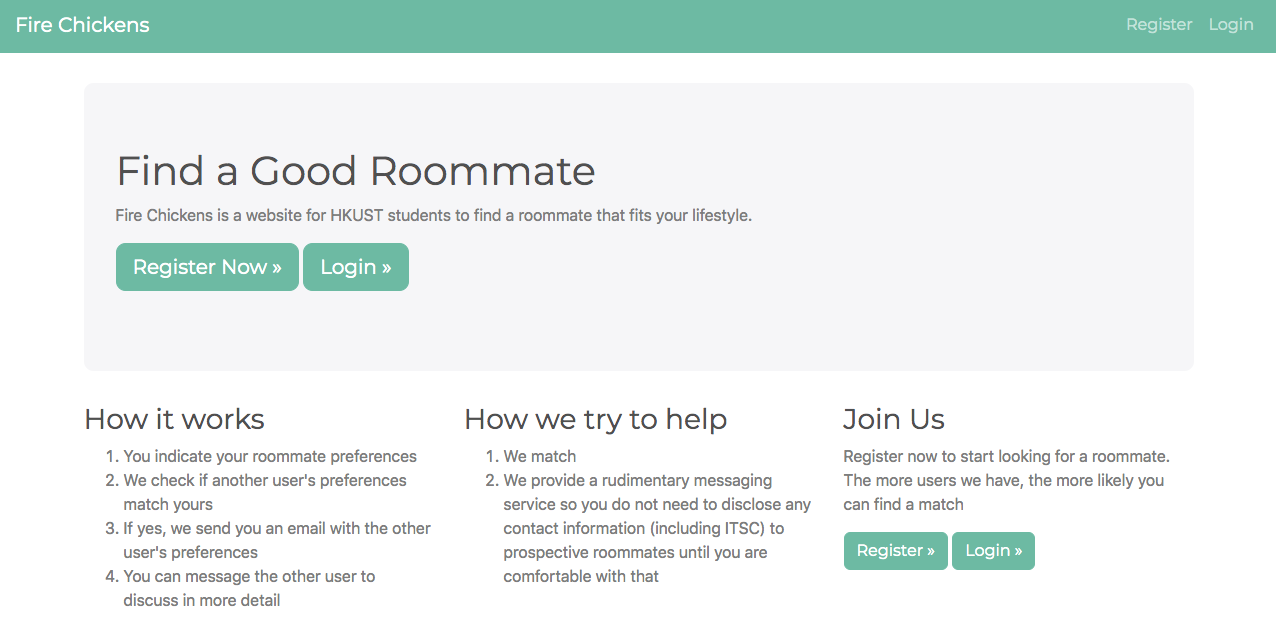 Fire Chickens
Register Login
Find a Good Roommate
Fire Chickens is a website for HKUST students to find a roommate that fits your lifestyle.
Register Now » Login »
How it works
1. You indicate your roommate preferences
2. We check if another user's preferences
match yours
3. If yes, we send you an email with the other
user's preferences
4. You can message the other user to
discuss in more detail
How we try to help
1. We match
2. We provide a rudimentary messaging
service so you do not need to disclose any
contact information (including ITSC) to
prospective roommates until you are
comfortable with that
Join Us
Register now to start looking for a roommate.
The more users we have, the more likely you
can find a match
Register » Login »